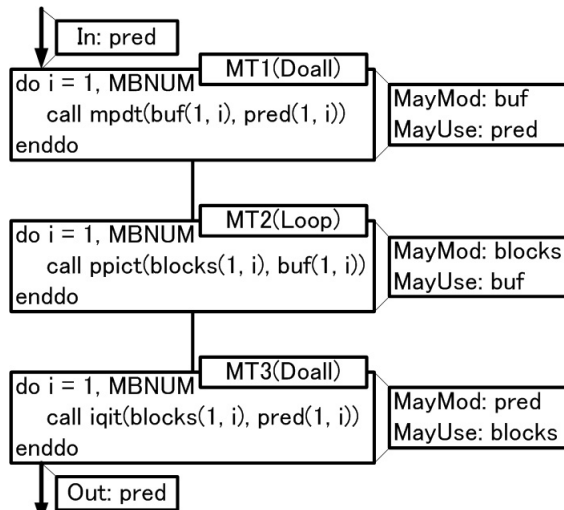 In: pred
MT1(Doall)
do i = 1, MBNUM
call mpdt(buf(1, i), pred(1, i))
enddo
MayMod: buf
MayUse: pred
MT2(Loop)
do i = 1, MBNUM
call ppict(blocks(1, i), buf(1, i))
enddo
MayMod: blocks
MayUse: buf
MT3(Doall)
do i = 1, MBNUM
call iqit(blocks(1, i), pred(1, i))
enddo
MayMod: pred
MayUse: blocks
Out: pred